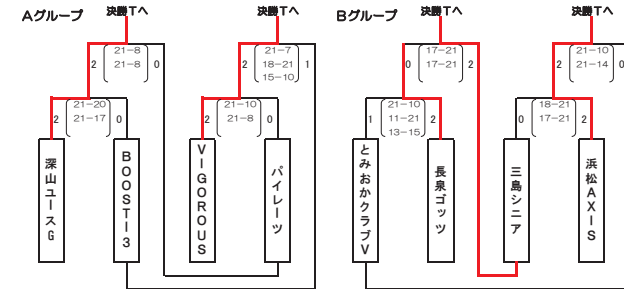 Aグループ
決勝Tへ
決勝Tへ
Bグループ
決勝Tへ
決勝Tへ
2
21-8
21-8
0
2
21-7
18-21
15-10
1
0
17-21
17-21
2
2
21-10
21-14
0
2
21-20
21-17
0
2
21-10
21-8
0
1
21-10
11-21
13-15
2
0
18-21
17-21
2
深山ユースG
BOOST13
VIGOROUS
パイレーツ
とみおかクラブV
長泉ゴッツ
三島シニア
浜松AXIS